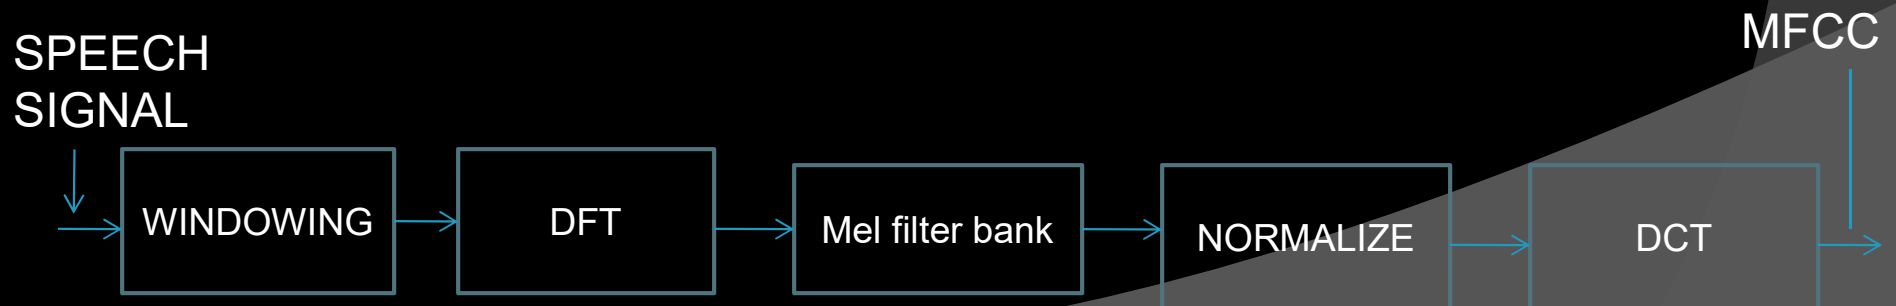 SPEECH
SIGNAL
MFCC
WINDOWING
DFT
Mel filter bank
NORMALIZE
DCT